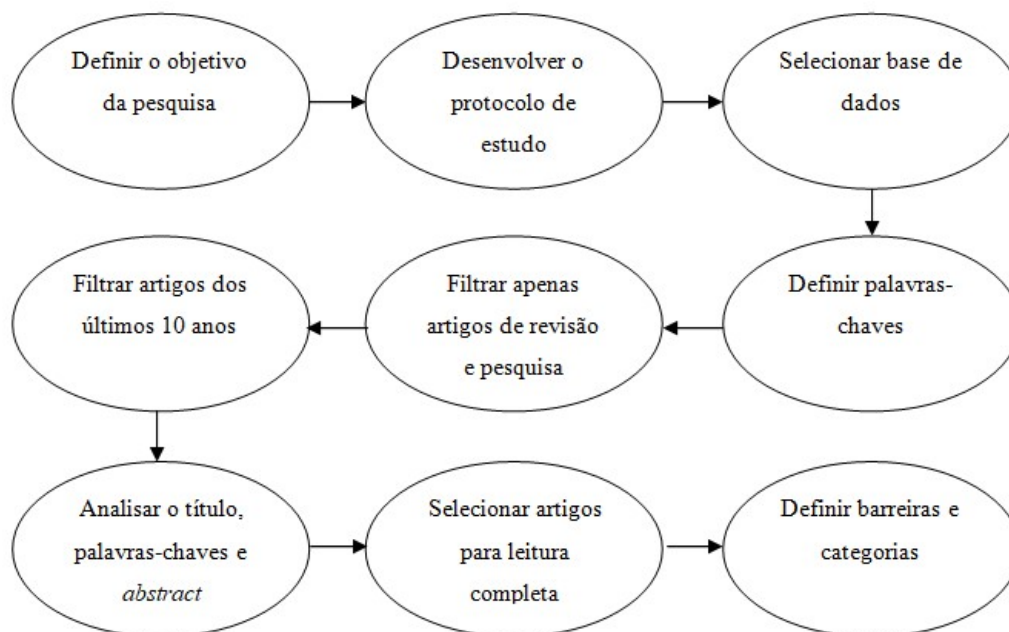 Definir o objetivo
da pesquisa
Desenvolver o
protocolo de
estudo
Selecionar base de
dados
Definir palavras-
chaves
Filtrar apenas
artigos de revisão
e pesquisa
Filtrar artigos dos
últimos 10 anos
Analisar o título,
palavras-chaves e
abstract
Selecionar artigos
para leitura
completa
Definir barreiras e
categorias